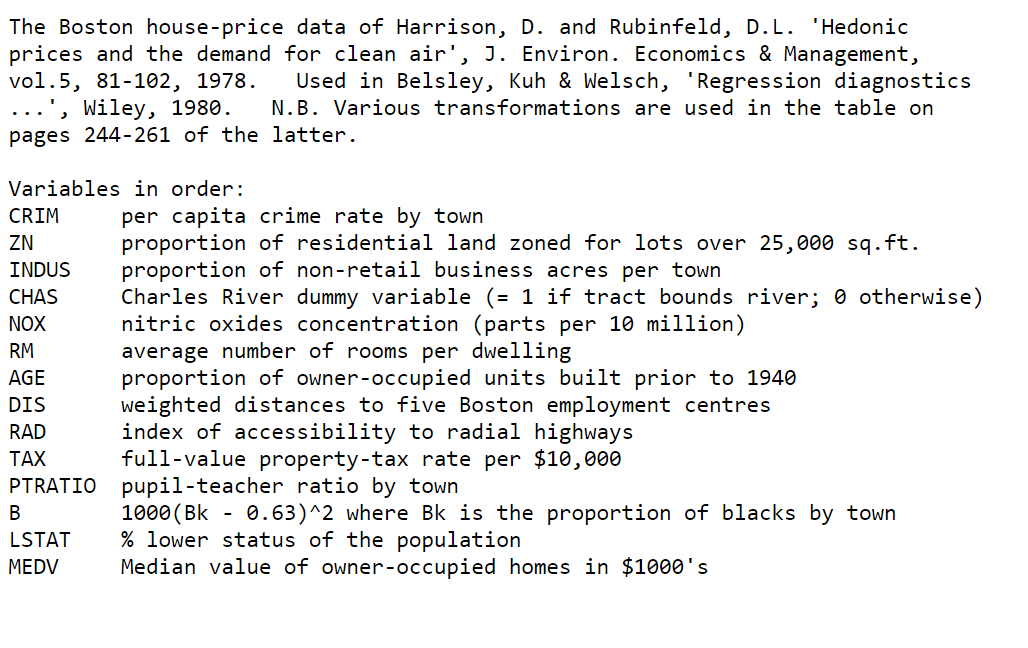 The Boston house-price data of Harrison, D. and Rubinfeld, D.L. 'Hedonic
prices and the demand for clean air', J. Environ. Economics & Management,
vol.5, 81-102, 1978.   Used in Belsley, Kuh & Welsch, 'Regression diagnostics
...', Wiley, 1980.   N.B. Various transformations are used in the table on
pages 244-261 of the latter.

Variables in order:
CRIM     per capita crime rate by town
ZN       proportion of residential land zoned for lots over 25,000 sq.ft.
INDUS    proportion of non-retail business acres per town
CHAS     Charles River dummy variable (= 1 if tract bounds river; 0 otherwise)
NOX      nitric oxides concentration (parts per 10 million)
RM       average number of rooms per dwelling
AGE      proportion of owner-occupied units built prior to 1940
DIS      weighted distances to five Boston employment centres
RAD      index of accessibility to radial highways
TAX      full-value property-tax rate per $10,000
PTRATIO  pupil-teacher ratio by town
B        1000(Bk - 0.63)^2 where Bk is the proportion of blacks by town
LSTAT    % lower status of the population
MEDV     Median value of owner-occupied homes in $1000's